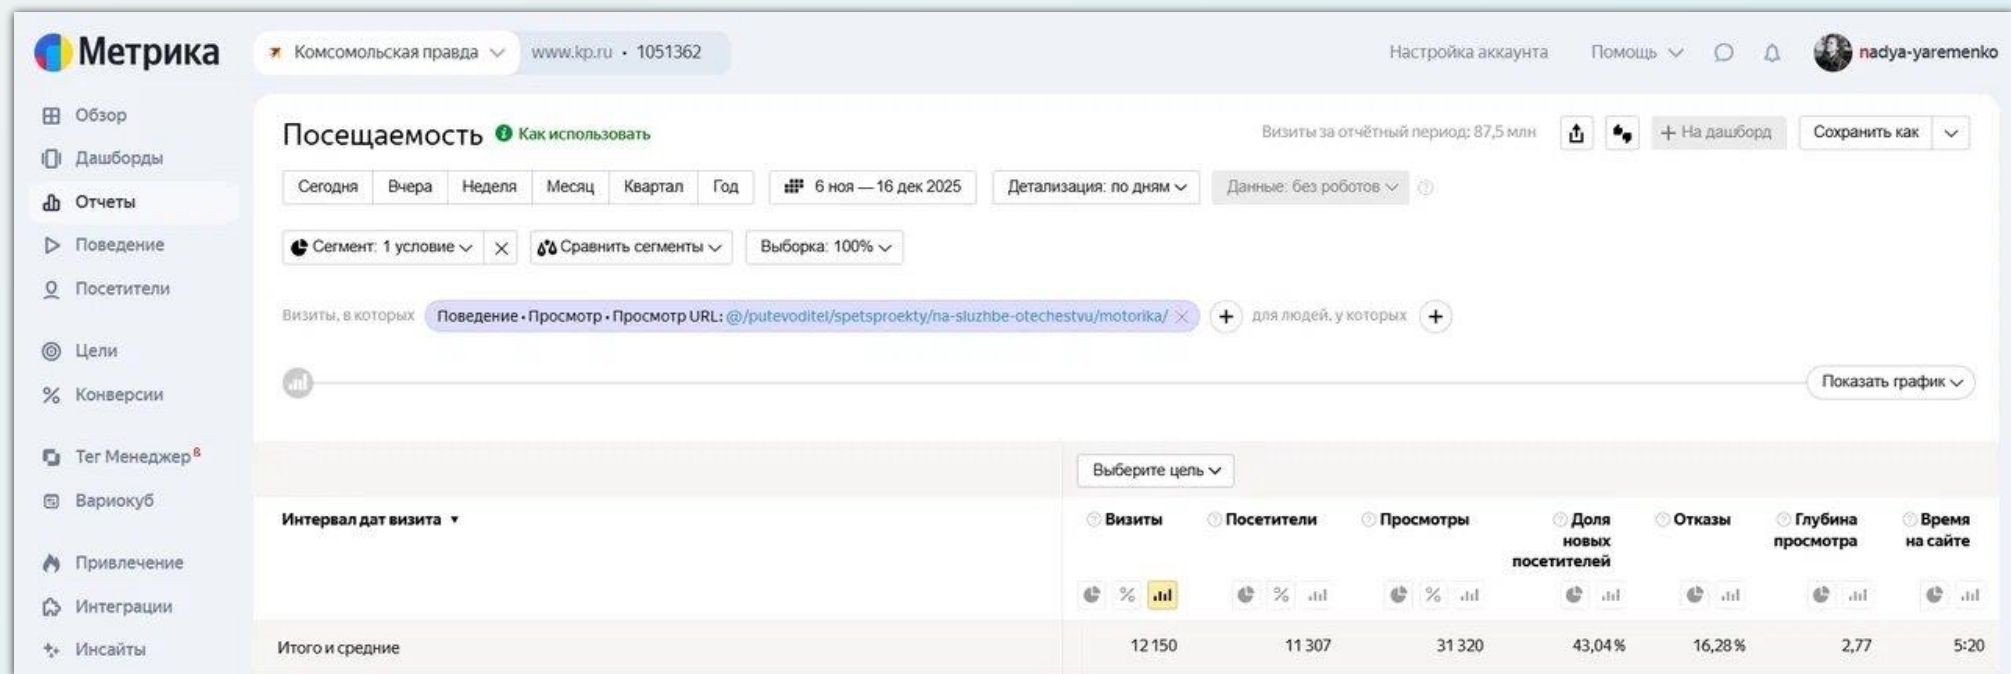 Метрика
Комсомольская правда
www.kp.ru • 1051362
Настройка аккаунта
Помощь
nadya-yaremenko
Обзор
Дашборды
Отчеты
Поведение
Посетители
Цели
Конверсии
Тег Менеджер β
Вариокуб
Привлечение
Интеграции
Инсайты
Посещаемость
Как использовать
Визиты за отчётный период: 87,5 млн
+ На дашборд
Сохранить как
Сегодня Вчера Неделя Месяц Квартал Год
6 ноя — 16 дек 2025
Детализация: по дням
Данные: без роботов
Сегмент: 1 условие
Сравнить сегменты
Выборка: 100%
Визиты, в которых Поведение • Просмотр • Просмотр URL: @/putevoditel/spetsproekty/na-sluzhbe-otechestvu/motorika/ × + для людей, у которых +
Показать график
Выберите цель
Интервал дат визита
Визиты
Посетители
Просмотры
Доля
новых
посетителей
Отказы
Глубина
просмотра
Время
на сайте
Итого и средние 12 150 11 307 31 320 43,04 % 16,28 % 2,77 5:20